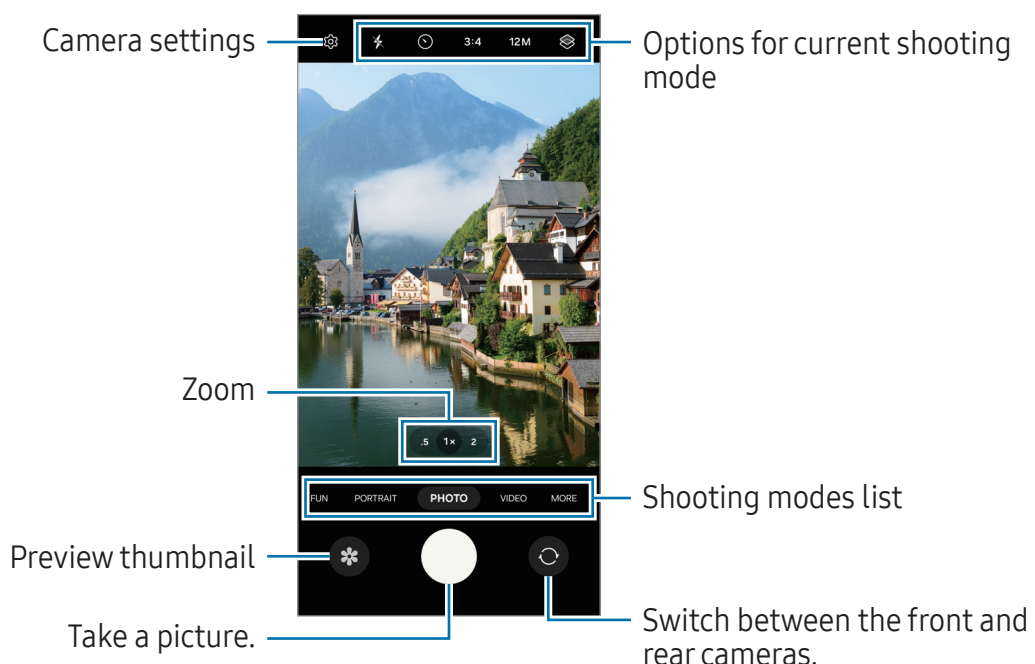 Camera settings
3:4 12M
Options for current shooting
mode
Zoom
.5 1× 2
FUN PORTRAIT PHOTO VIDEO MORE
Shooting modes list
Preview thumbnail
Take a picture.
Switch between the front and
rear cameras.